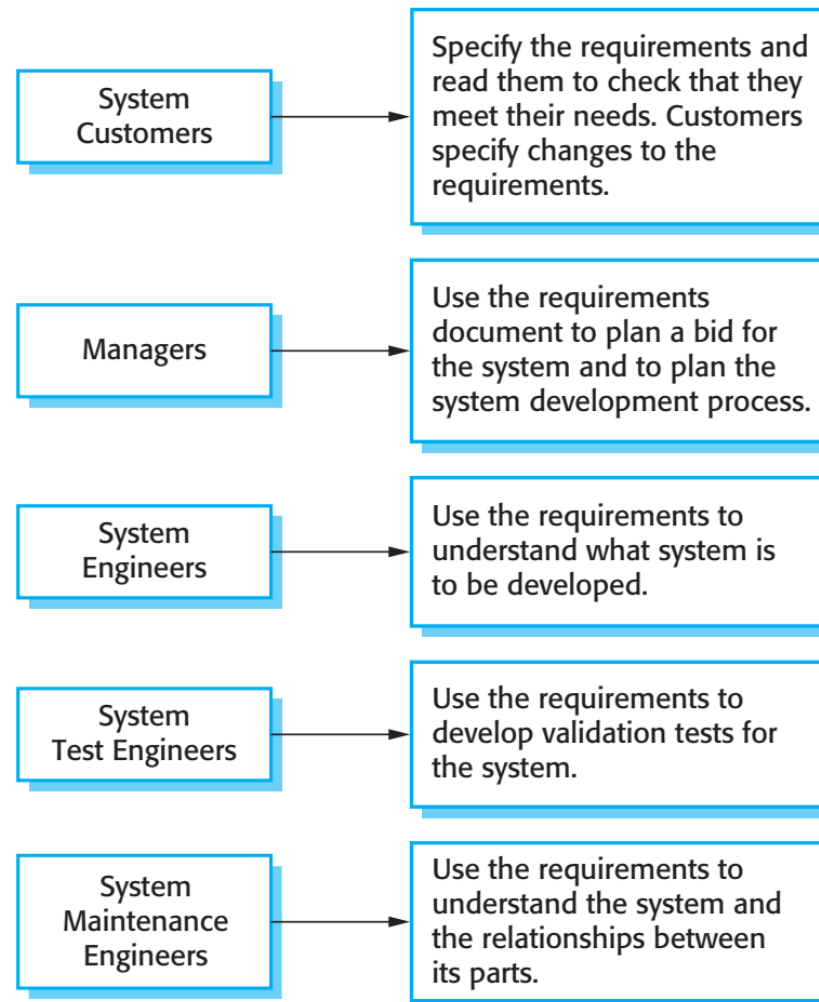 System
Customers
Specify the requirements and
read them to check that they
meet their needs. Customers
specify changes to the
requirements.
Managers
Use the requirements
document to plan a bid for
the system and to plan the
system development process.
System
Engineers
Use the requirements to
understand what system is
to be developed.
System
Test Engineers
Use the requirements to
develop validation tests for
the system.
System
Maintenance
Engineers
Use the requirements to
understand the system and
the relationships between
its parts.